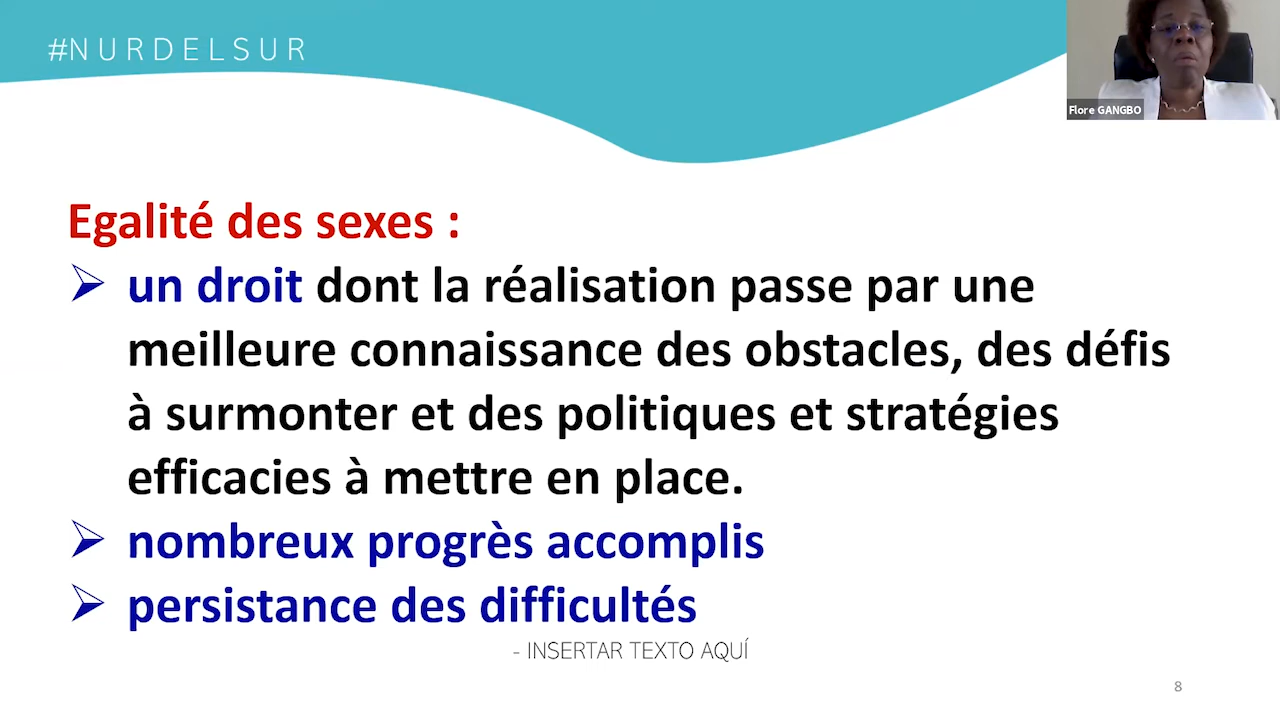 #NURDELSUR
Flore GANGBO
Egalité des sexes :
➢ un droit dont la réalisation passe par une
meilleure connaissance des obstacles, des défis
à surmonter et des politiques et stratégies
efficacies à mettre en place.
➢ nombreux progrès accomplis
➢ persistance des difficultés
- INSERTAR TEXTO AQUÍ
8